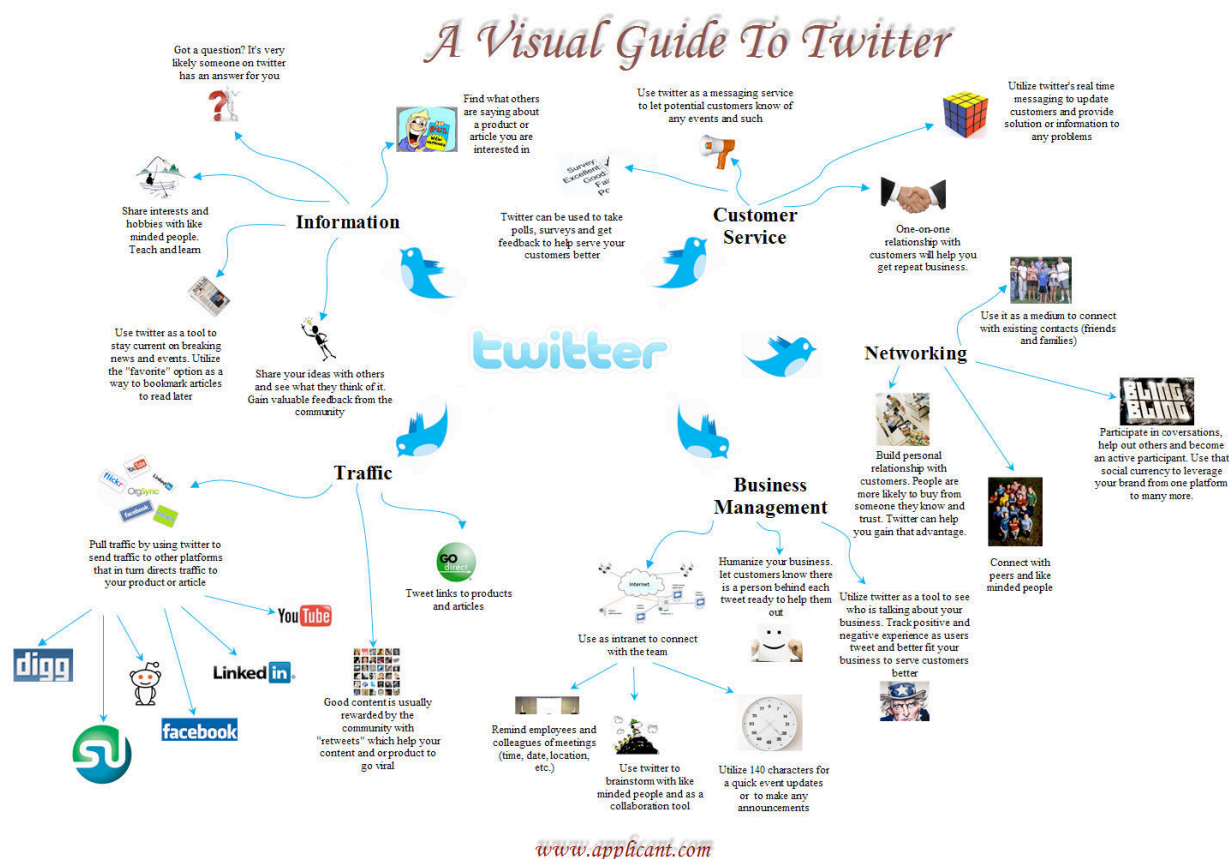 A Visual Guide To Twitter
Got a question? It's very
likely someone on twitter
has an answer for you
Find what others
are saying about
a product or
article you are
interested in
Share interests and
hobbies with like
minded people.
Teach and learn
Information
Use twitter as a tool to
stay current on breaking
news and events. Utilize
the "favorite" option as a
way to bookmark articles
to read later
Share your ideas with others
and see what they think of it.
Gain valuable feedback from the
community
Use twitter as a messaging service
to let potential customers know of
any events and such
Utilize twitter's real time
messaging to update
customers and provide
solution or information to
any problems
Survey
Excellent
Good
Fai
Po
Twitter can be used to take
polls, surveys and get
feedback to help serve your
customers better
Customer
Service
One-on-one
relationship with
customers will help you
get repeat business.
twitter
Networking
Use it as a medium to connect
with existing contacts (friends
and families)
BLING
BLING
Participate in coversations,
help out others and become
an active participant. Use that
social currency to leverage
your brand from one platform
to many more.
Build personal
relationship with
customers. People are
more likely to buy from
someone they know and
trust. Twitter can help
you gain that advantage.
Connect with
peers and like
minded people
Traffic
YouTube
flickr
LinkedIn
OrgSync
facebook
Pull traffic by using twitter to
send traffic to other platforms
that in turn directs traffic to
your product or article
digg
SU
facebook
Linked in
You Tube
GO
direct
Tweet links to products
and articles
Good content is usually
rewarded by the
community with
"retweets" which help your
content and or product to
go viral
Business
Management
Internet
Use as intranet to connect
with the team
Humanize your business.
let customers know there
is a person behind each
tweet ready to help them
out
Utilize twitter as a tool to see
who is talking about your
business. Track positive and
negative experience as users
tweet and better fit your
business to serve customers
better
Remind employees and
colleagues of meetings
(time, date, location,
etc.)
Use twitter to
brainstorm with like
minded people and as a
collaboration tool
Utilize 140 characters for
a quick event updates
or to make any
announcements
www.applicant.com